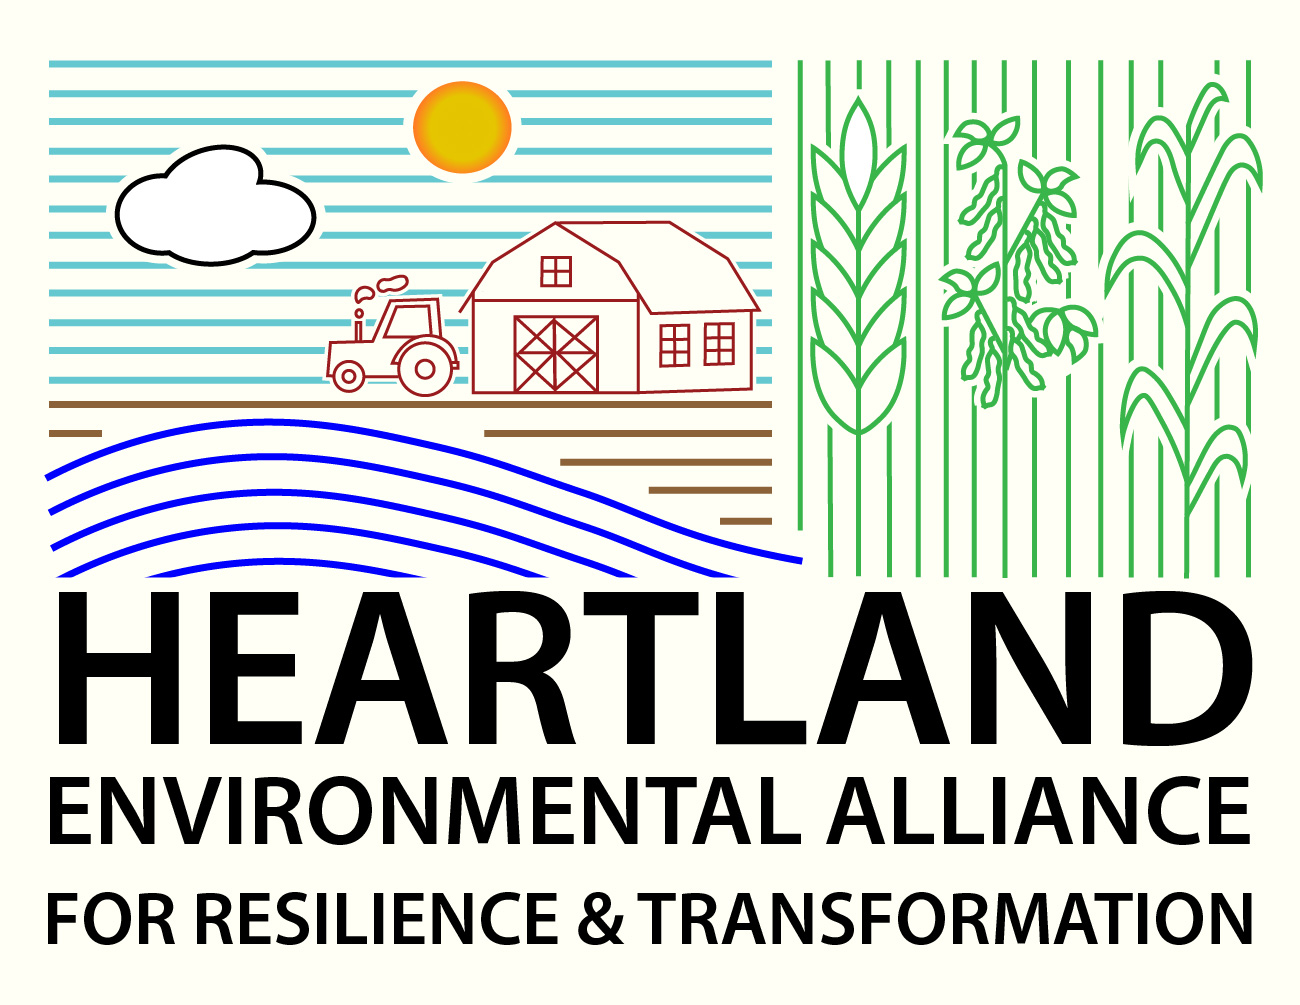 HEARTLAND
ENVIRONMENTAL ALLIANCE
FOR RESILIENCE & TRANSFORMATION